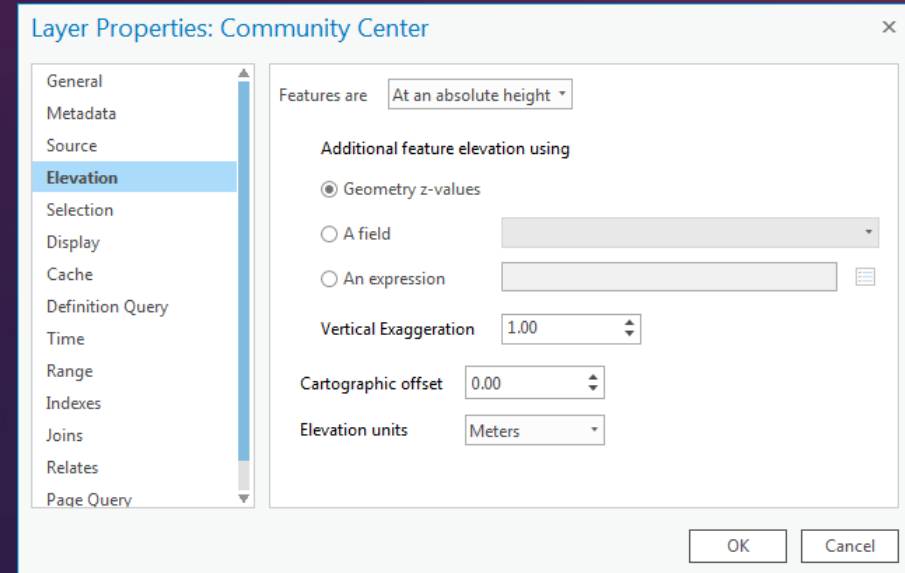 Layer Properties: Community Center
General
Metadata
Source
Elevation
Selection
Display
Cache
Definition Query
Time
Range
Indexes
Joins
Relates
Page Query
Features are At an absolute height
Additional feature elevation using
Geometry z-values
A field
An expression
Vertical Exaggeration 1.00
Cartographic offset 0.00
Elevation units Meters
OK Cancel